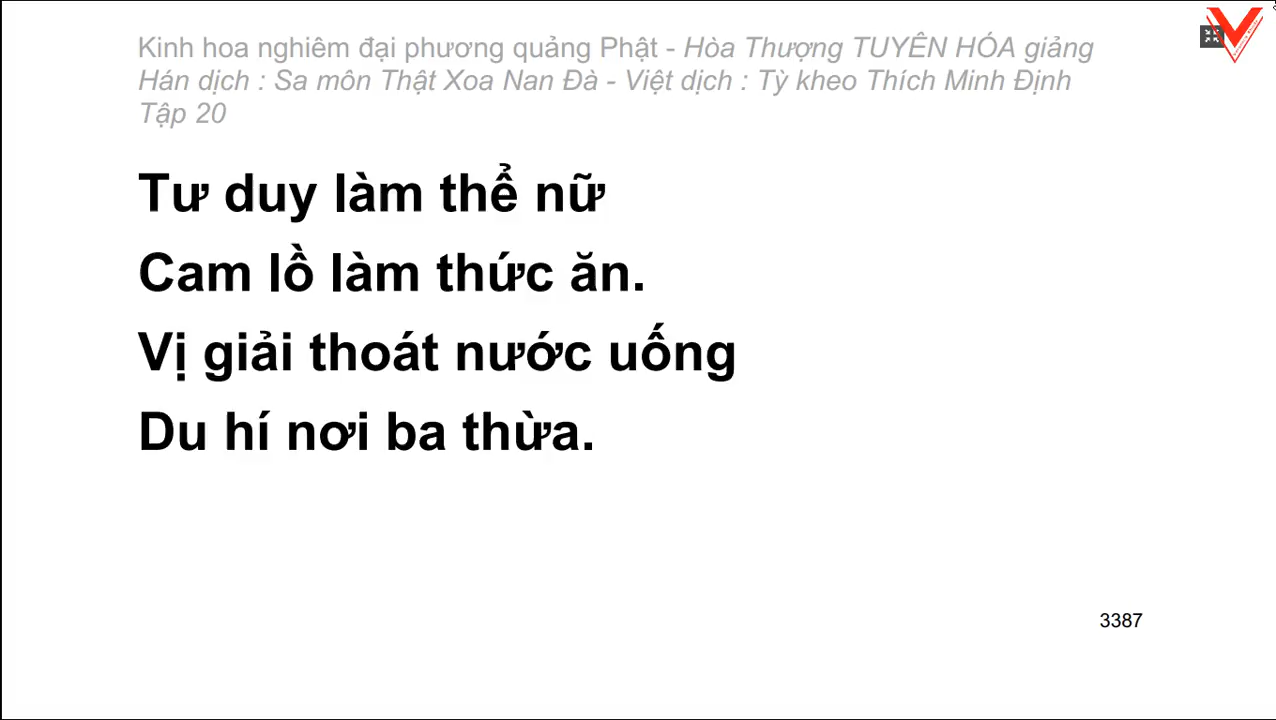 Kinh hoa nghiêm đại phương quảng Phật - Hòa Thượng TUYÊN HÓA giảng
Hán dịch : Sa môn Thật Xoa Nan Đà - Việt dịch : Tỳ kheo Thích Minh Định
Tập 20
Tư duy làm thể nữ
Cam lồ làm thức ăn.
Vị giải thoát nước uống
Du hí nơi ba thừa.
3387